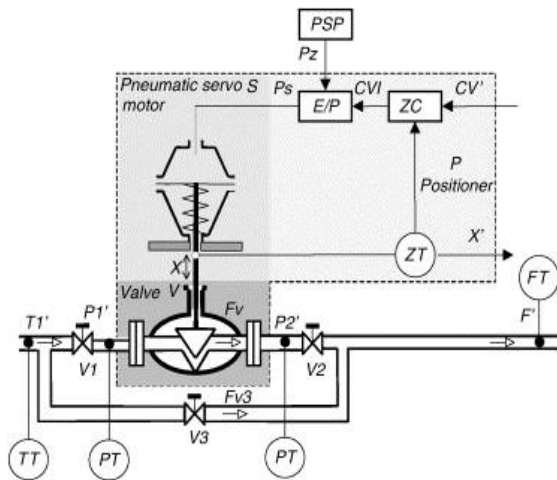 PSP
Pz
Pneumatic servo S
motor
Ps
CVI
CV'
E/P
ZC
P
Positioner
X
ZT
X'
Valve
V
FT
T1'
P1'
Fv
P2'
F'
V1
V2
Fv3
V3
TT
PT
PT